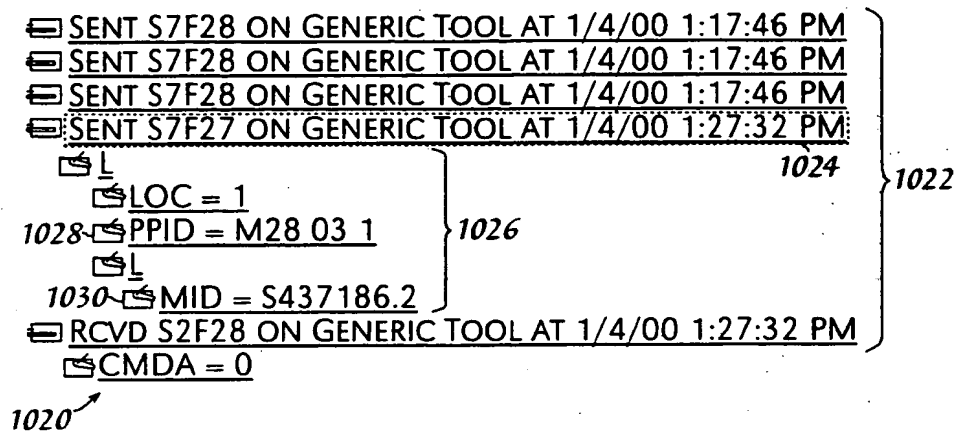 SENT S7F28 ON GENERIC TOOL AT 1/4/00 1:17:46 PM
SENT S7F28 ON GENERIC TOOL AT 1/4/00 1:17:46 PM
SENT S7F28 ON GENERIC TOOL AT 1/4/00 1:17:46 PM
SENT S7F27 ON GENERIC TOOL AT 1/4/00 1:27:32 PM
L
1024
1022
LOC = 1
1028 PPID = M28 03 1
1026
L
1030 MID = S437186.2
RCVD S2F28 ON GENERIC TOOL AT 1/4/00 1:27:32 PM
CMDA = 0
1020